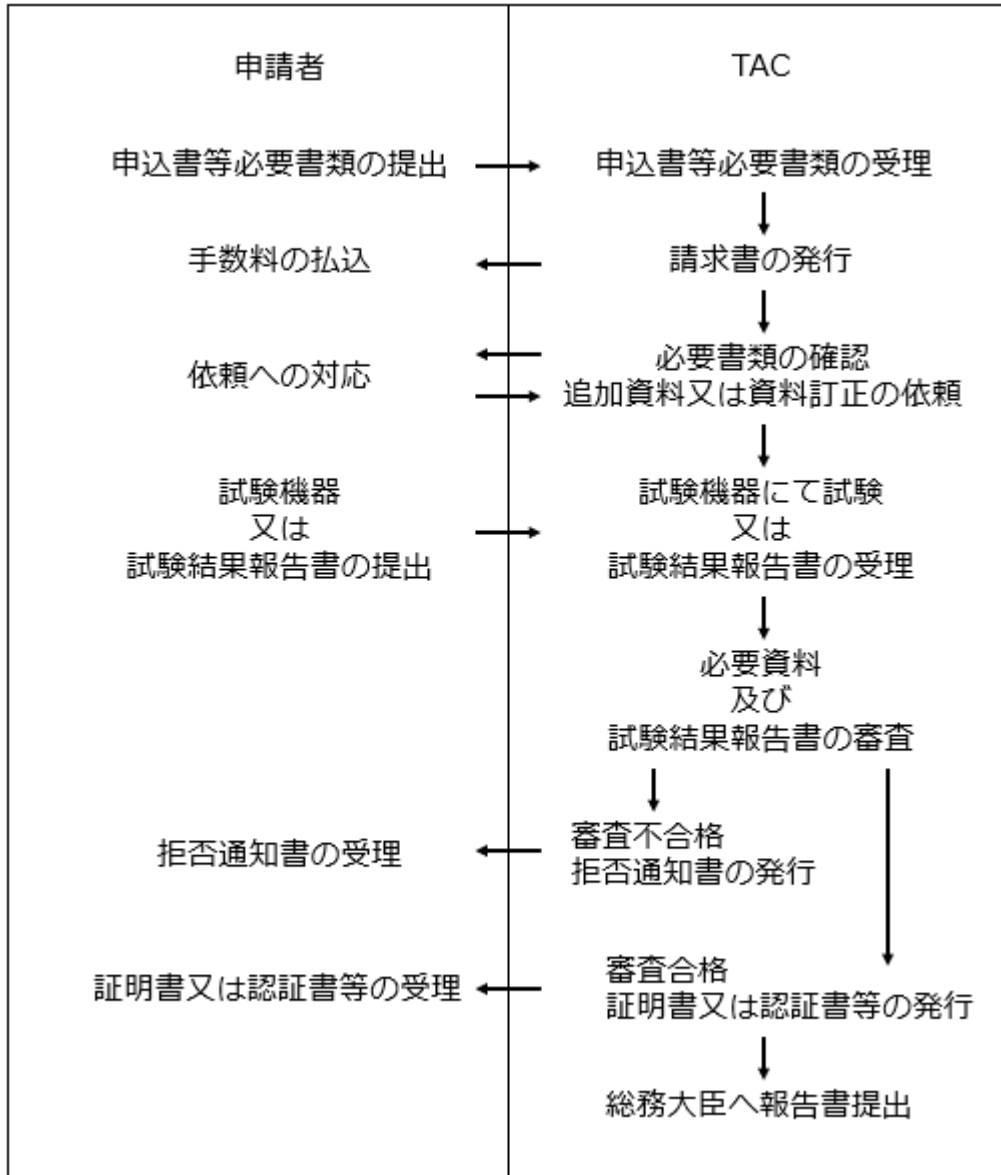 申請者
TAC
申込書等必要書類の提出
申込書等必要書類の受理
手数料の払込
請求書の発行
依頼への対応
必要書類の確認
追加資料又は資料訂正の依頼
試験機器
又は
試験結果報告書の提出
試験機器にて試験
又は
試験結果報告書の受理
必要資料
及び
試験結果報告書の審査
拒否通知書の受理
審査不合格
拒否通知書の発行
証明書又は認証書等の受理
審査合格
証明書又は認証書等の発行
総務大臣へ報告書提出